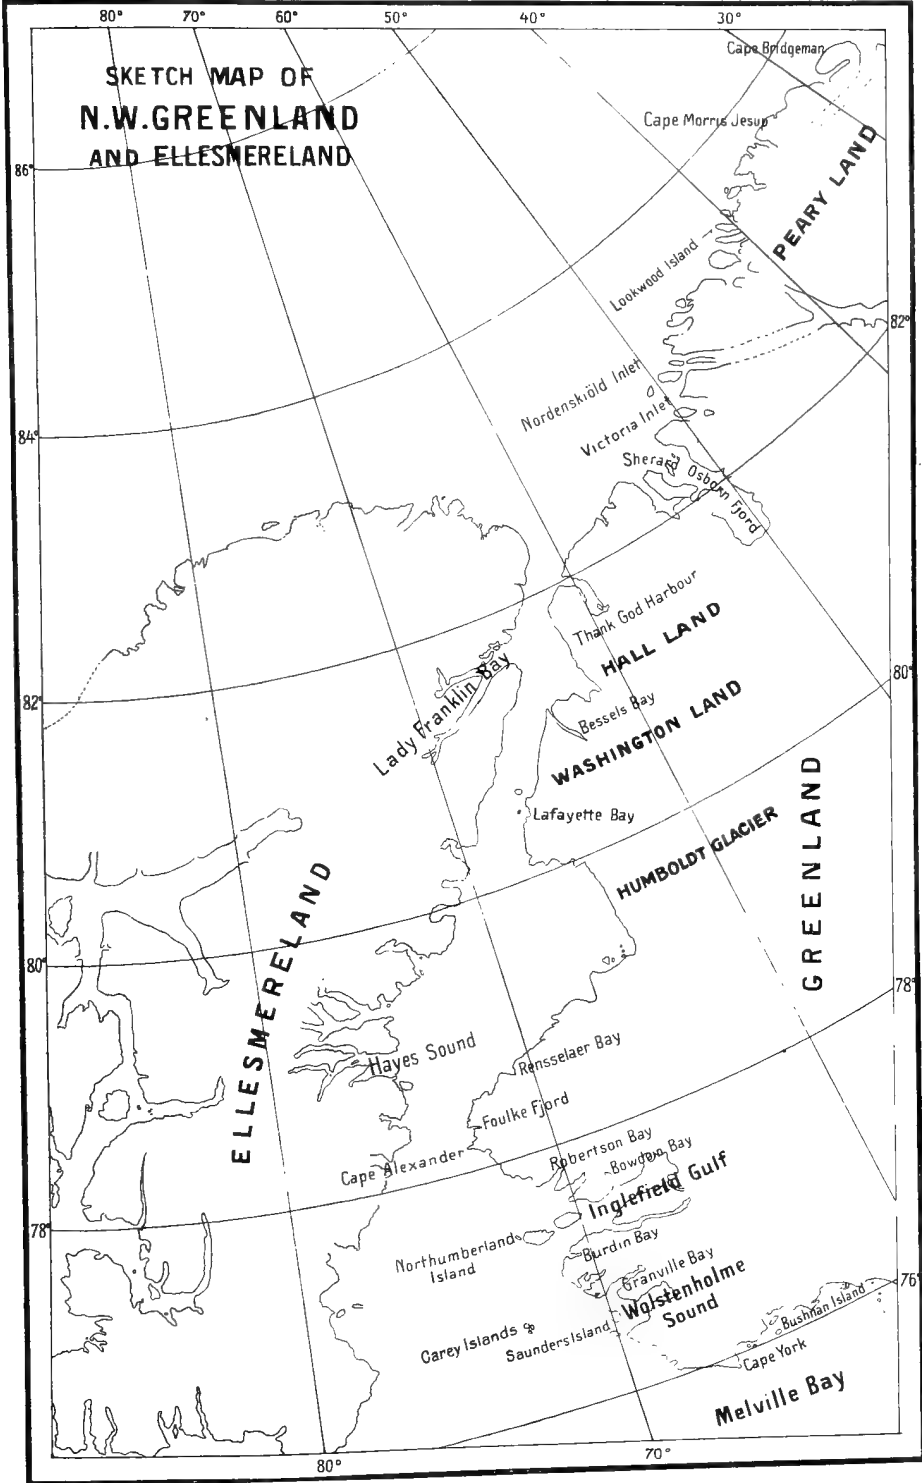 80° 70° 60° 50° 40° 30°
SKETCH MAP OF
N.W.GREENLAND
AND ELLESMERELAND
Cape Bridgeman
Cape Morris Jesup
PEARY LAND
86°
Lookwood Island
82°
Nordenskiöld Inlet
Victoria Inlet
84°
Sherard Osborn Fjord
Thank God Harbour
HALL LAND
80°
Lady Franklin Bay
82°
Bessels Bay
WASHINGTON LAND
Lafayette Bay
HUMBOLDT GLACIER
GREENLAND
ELLESMERELAND
80°
78°
Hayes Sound
Rensselaer Bay
Foulke Fjord
Cape Alexander
Robertson Bay
Bowdoin Bay
Inglefield Gulf
78°
Northumberland
Island
Burdin Bay
Granville Bay
76°
Wolstenholme
Sound
Bushnan Island
Carey Islands
Saunders Island
Cape York
Melville Bay
80°
70°